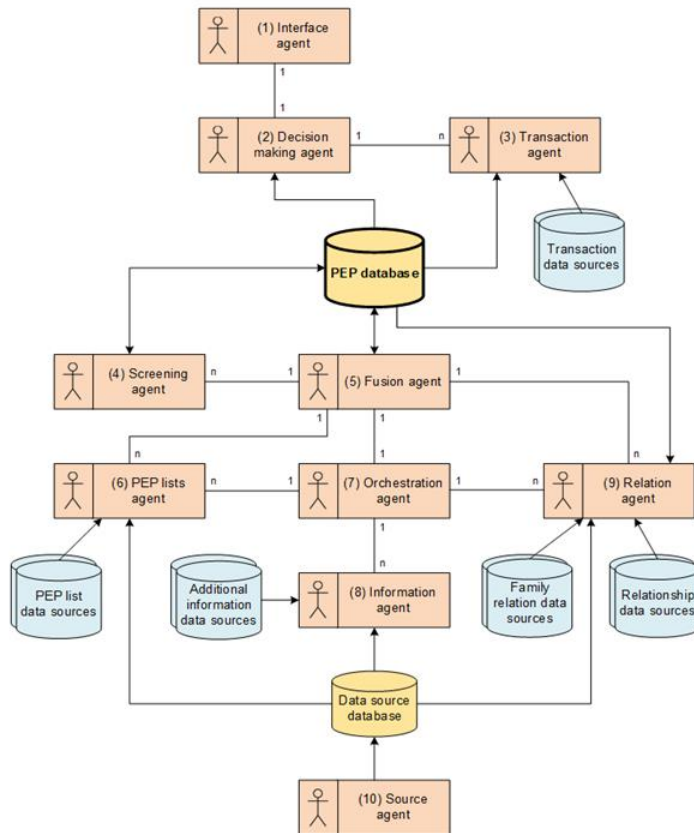 (1) Interface
agent
1
1
(2) Decision
making agent
1
n
(3) Transaction
agent
Transaction
data sources
PEP database
(4) Screening
agent
n
1
(5) Fusion agent
1
1
1
n
1
n
(6) PEP lists
agent
n
1
(7) Orchestration
agent
1
n
(9) Relation
agent
1
n
PEP list
data sources
Additional
information
data sources
(8) Information
agent
Family
relation data
sources
Relationship
data sources
Data source
database
(10) Source
agent